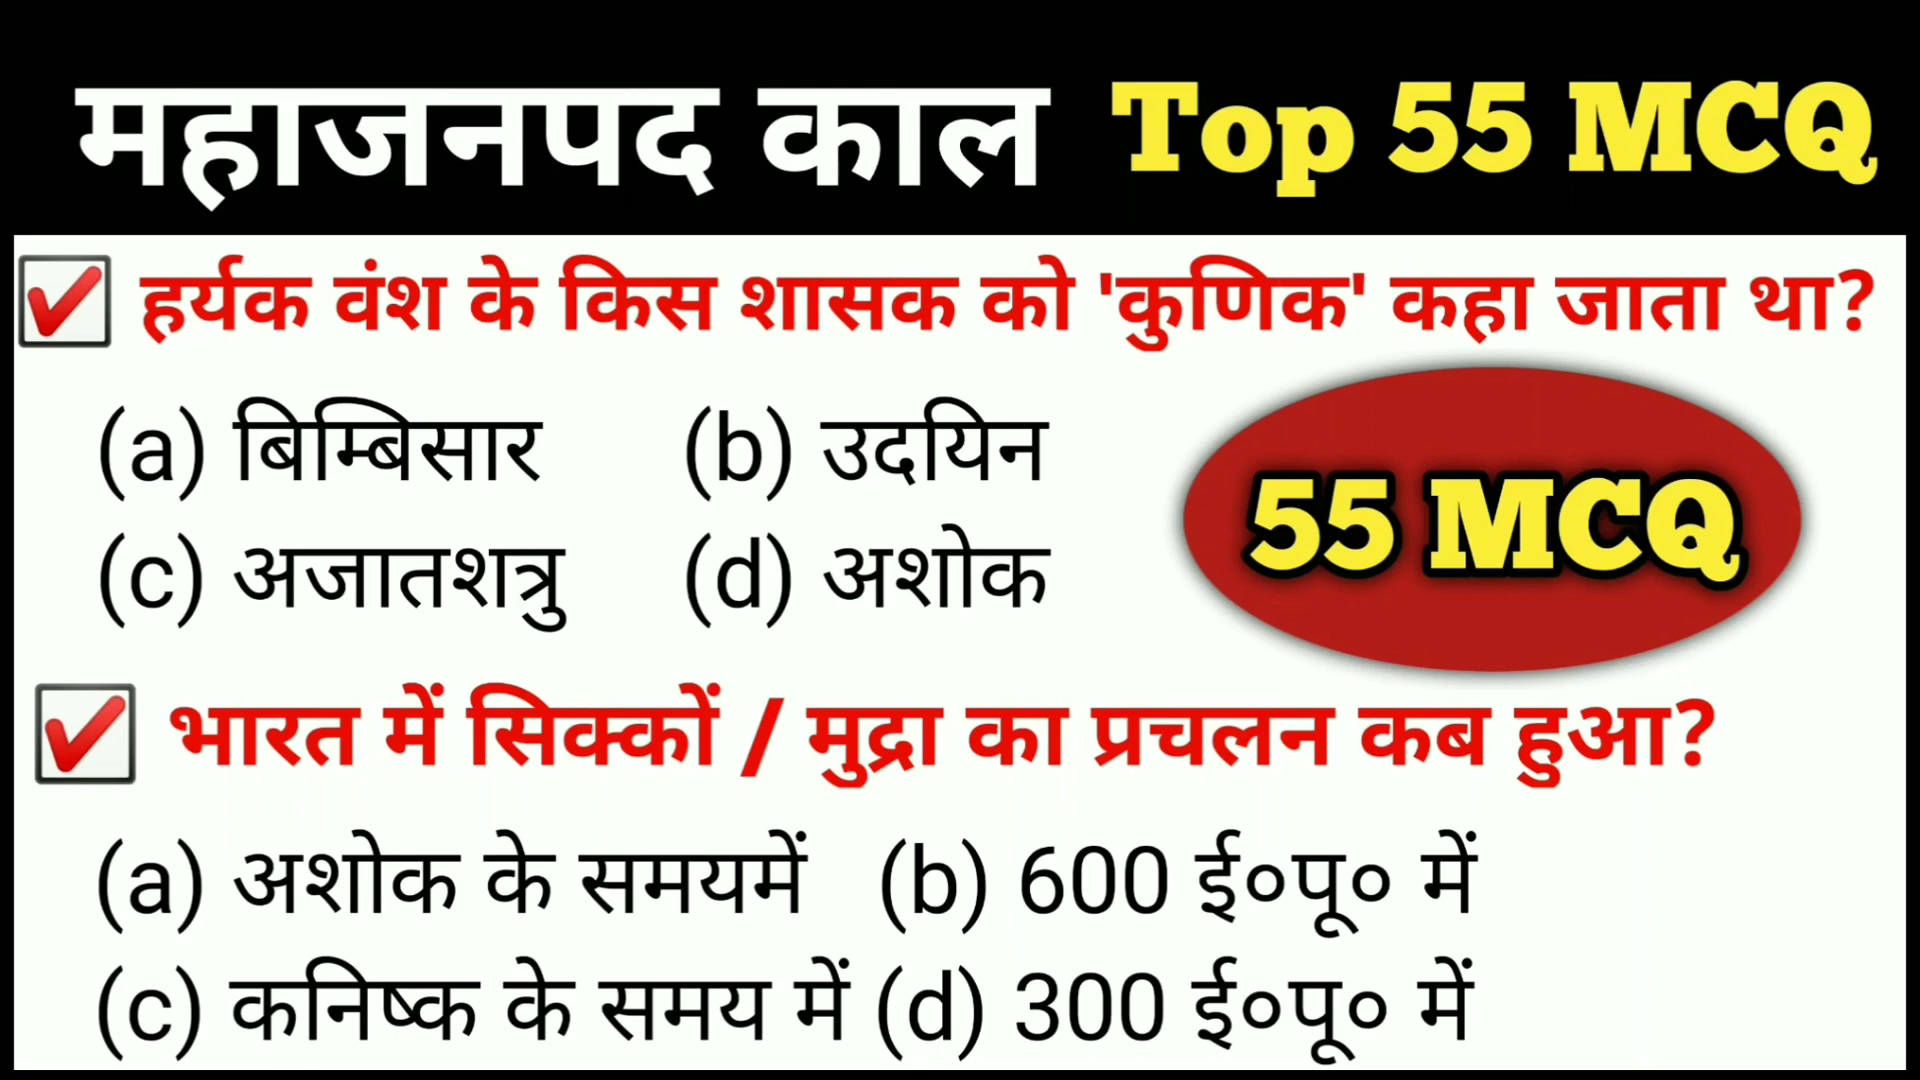 महाजनपद काल Top 55 MCQ
हर्यक वंश के किस शासक को 'कुणिक' कहा जाता था?
(a) बिम्बिसार (b) उदयिन
(c) अजातशत्रु (d) अशोक
55 MCQ
भारत में सिक्कों / मुद्रा का प्रचलन कब हुआ?
(a) अशोक के समयमें (b) 600 ई०पू० में
(c) कनिष्क के समय में (d) 300 ई०पू० में